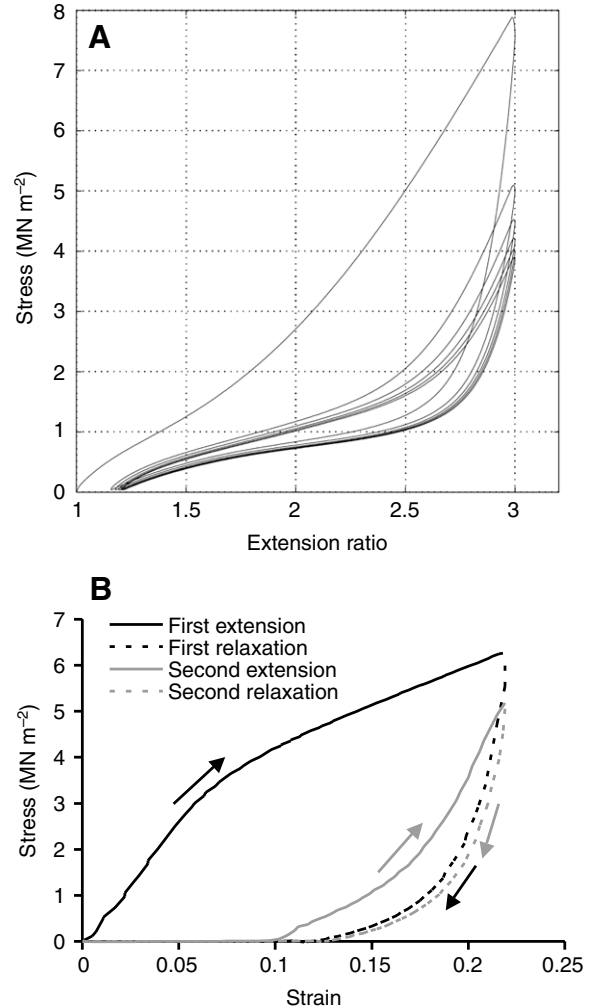 A
8
7
6
5
4
3
2
1
0
Stress (MN m⁻²)
1 1.5 2 2.5 3
Extension ratio
B
7
6
5
4
3
2
1
0
Stress (MN m⁻²)
First extension
First relaxation
Second extension
Second relaxation
0 0.05 0.1 0.15 0.2 0.25
Strain